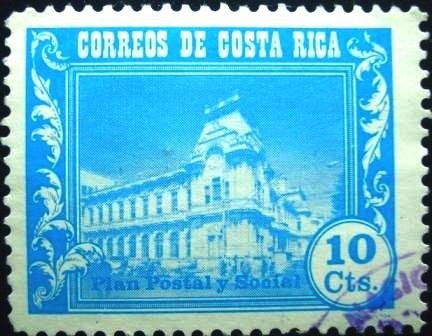 CORREOS DE COSTA RICA
Plan Postal y Social
10
Cts.